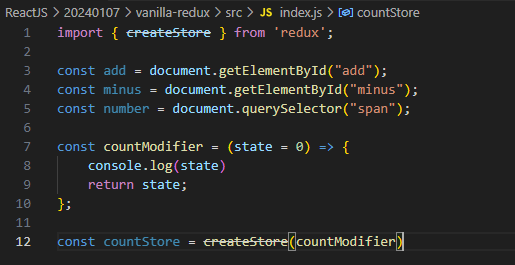 ReactJS > 20240107 > vanilla-redux > src > JS index.js > countStore
1 import { createStore } from 'redux';
2
3 const add = document.getElementById("add");
4 const minus = document.getElementById("minus");
5 const number = document.querySelector("span");
6
7 const countModifier = (state = 0) => {
8 console.log(state)
9 return state;
10 };
11
12 const countStore = createStore(countModifier)